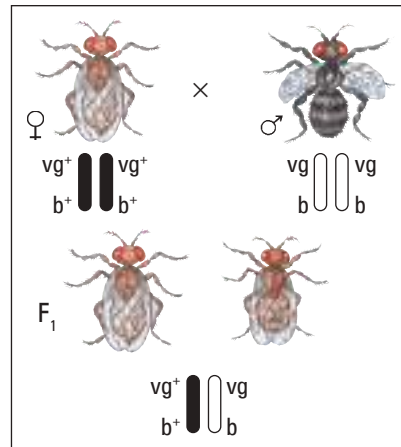 ♀ × ♂
vg⁺ vg⁺ vg vg
b⁺ b⁺ b b
F₁
vg⁺ vg
b⁺ b